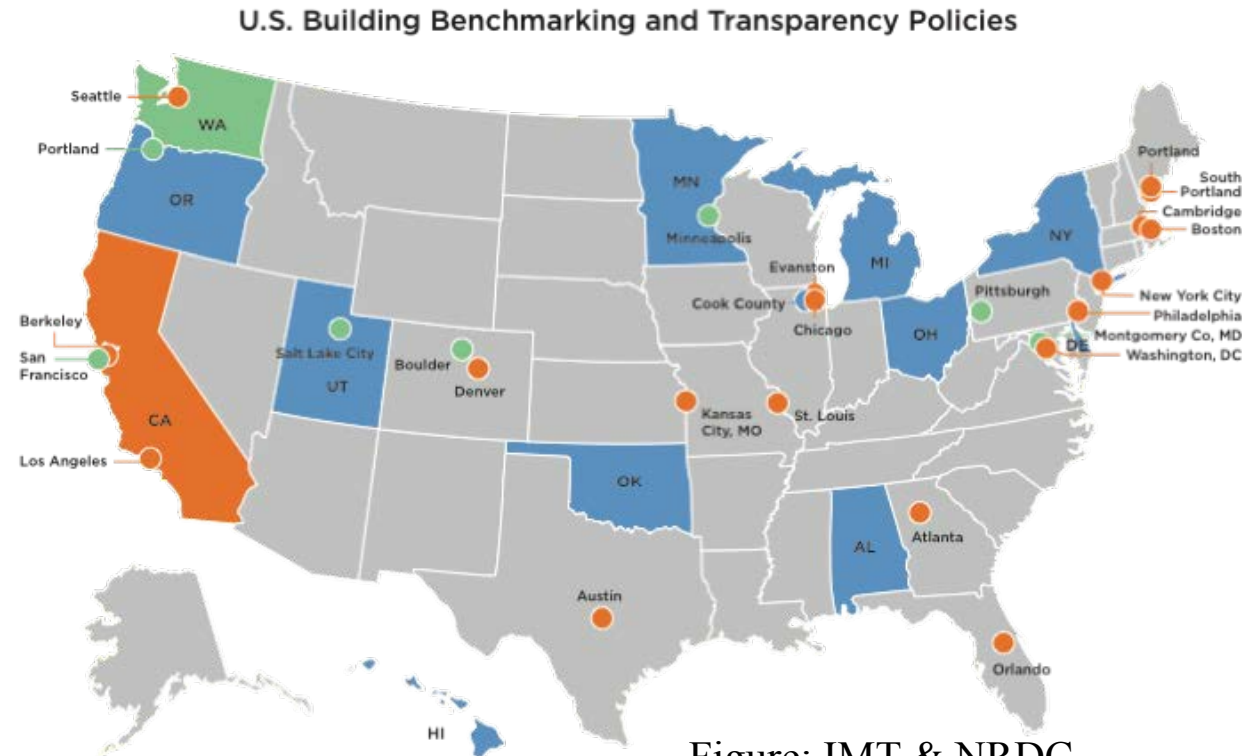 U.S. Building Benchmarking and Transparency Policies
Seattle
WA
Portland
OR
MN
Minneapolis
Portland
South
Portland
Cambridge
Boston
NY
MI
Evanston
Cook County
Chicago
Pittsburgh
New York City
Philadelphia
Montgomery Co, MD
DE
Washington, DC
OH
Berkeley
San
Francisco
Salt Lake City
UT
Boulder
Denver
CA
Los Angeles
Kansas
City, MO
St. Louis
OK
AL
Atlanta
Austin
Orlando
HI
Figure: IMT & NRDC